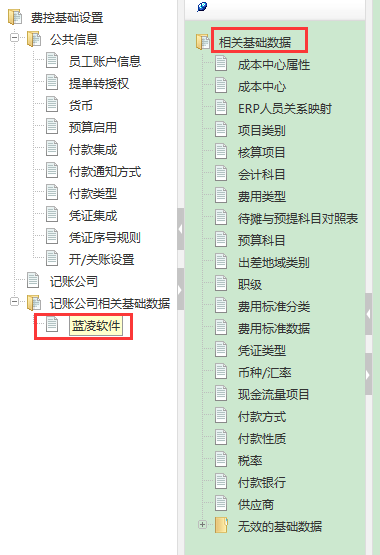 费控基础设置
公共信息
员工账户信息
提单转授权
货币
预算启用
付款集成
付款通知方式
付款类型
凭证集成
凭证序号规则
开/关账设置
记账公司
记账公司相关基础数据
蓝凌软件
相关基础数据
成本中心属性
成本中心
ERP人员关系映射
项目类别
核算项目
会计科目
费用类型
待摊与预提科目对照表
预算科目
出差地域类别
职级
费用标准分类
费用标准数据
凭证类型
币种/汇率
现金流量项目
付款方式
付款性质
税率
付款银行
供应商
无效的基础数据